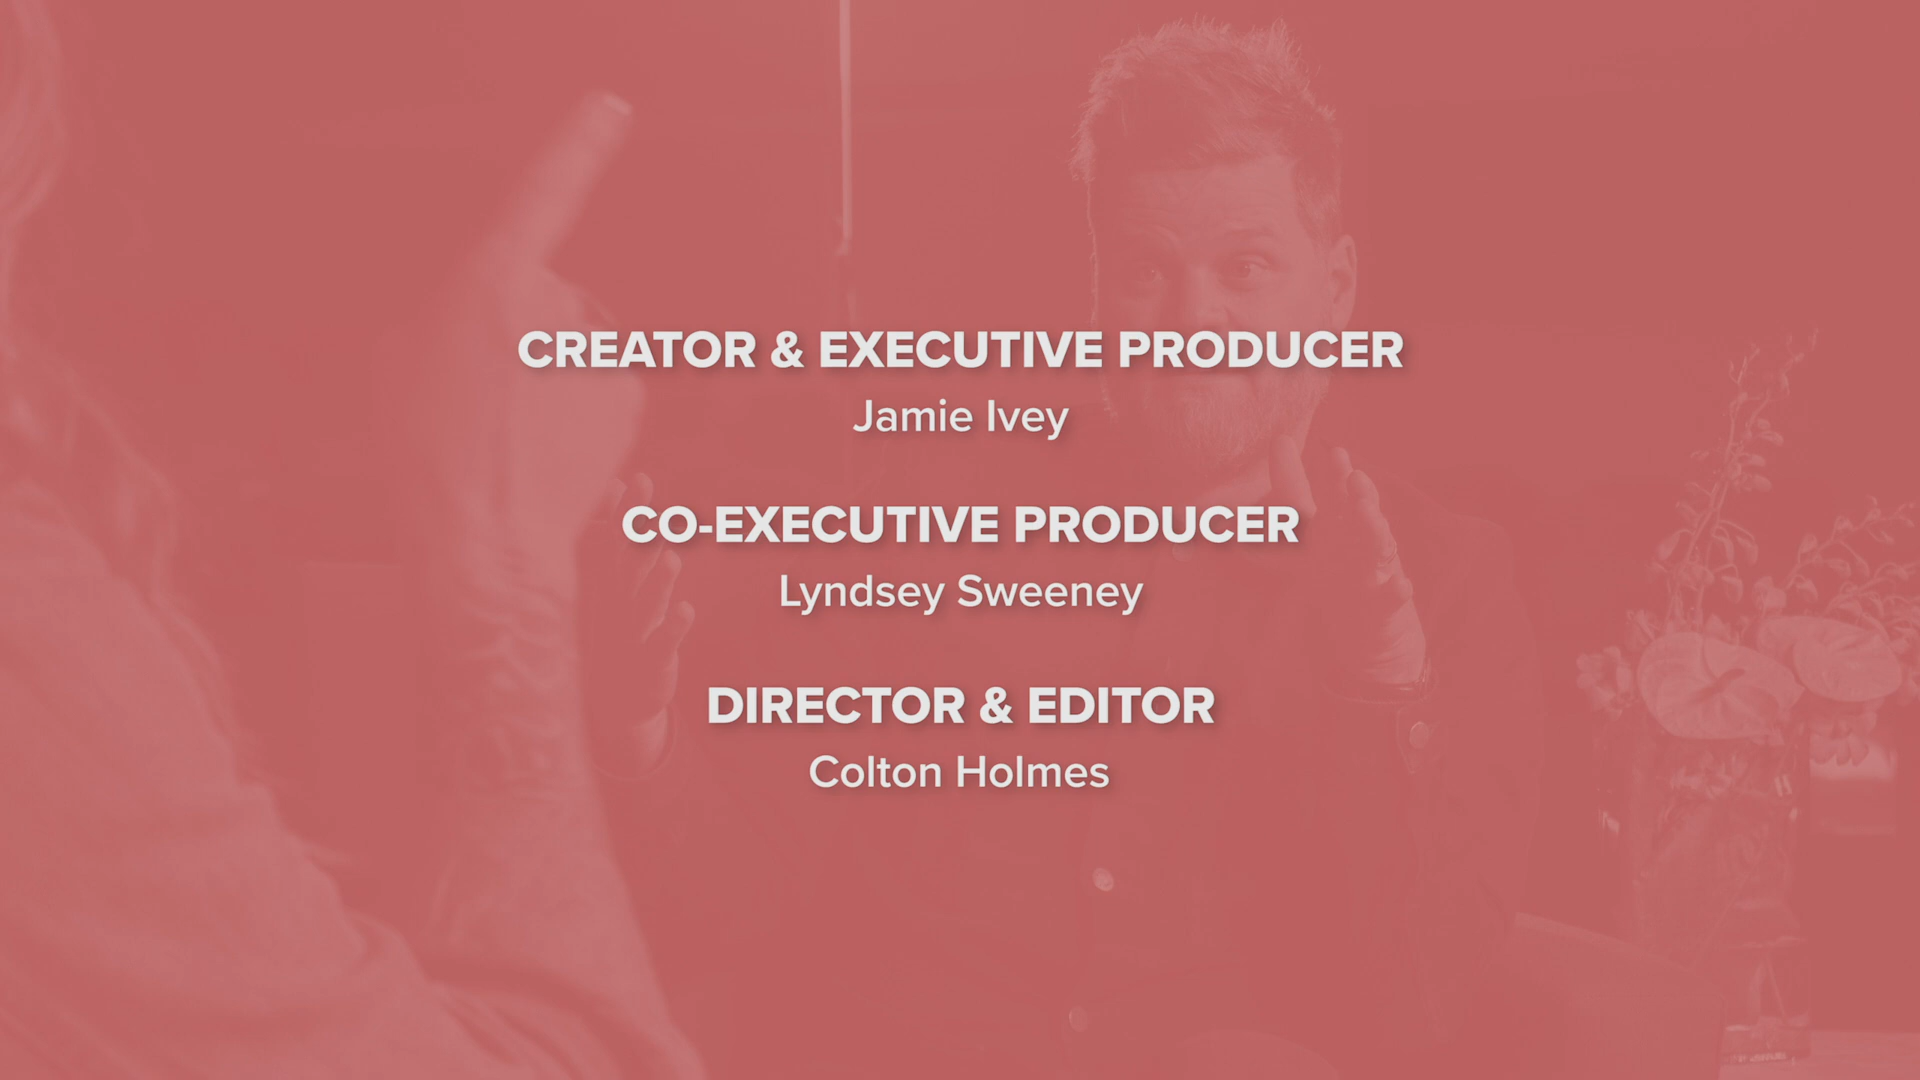 CREATOR & EXECUTIVE PRODUCER
Jamie Ivey
CO-EXECUTIVE PRODUCER
Lyndsey Sweeney
DIRECTOR & EDITOR
Colton Holmes